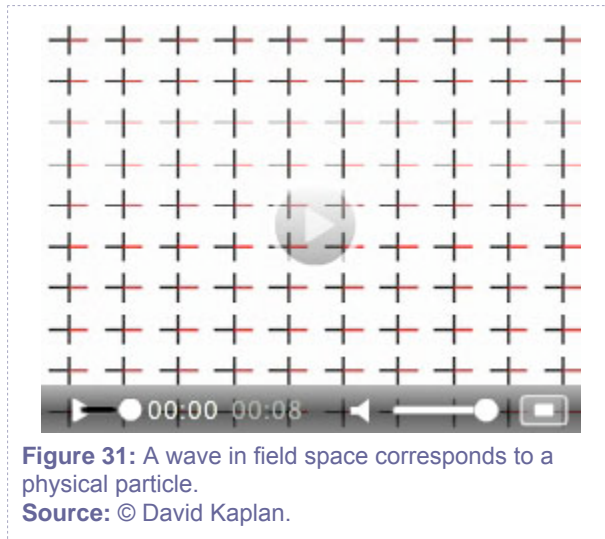 00:00 00:08
Figure 31: A wave in field space corresponds to a
physical particle.
Source: © David Kaplan.